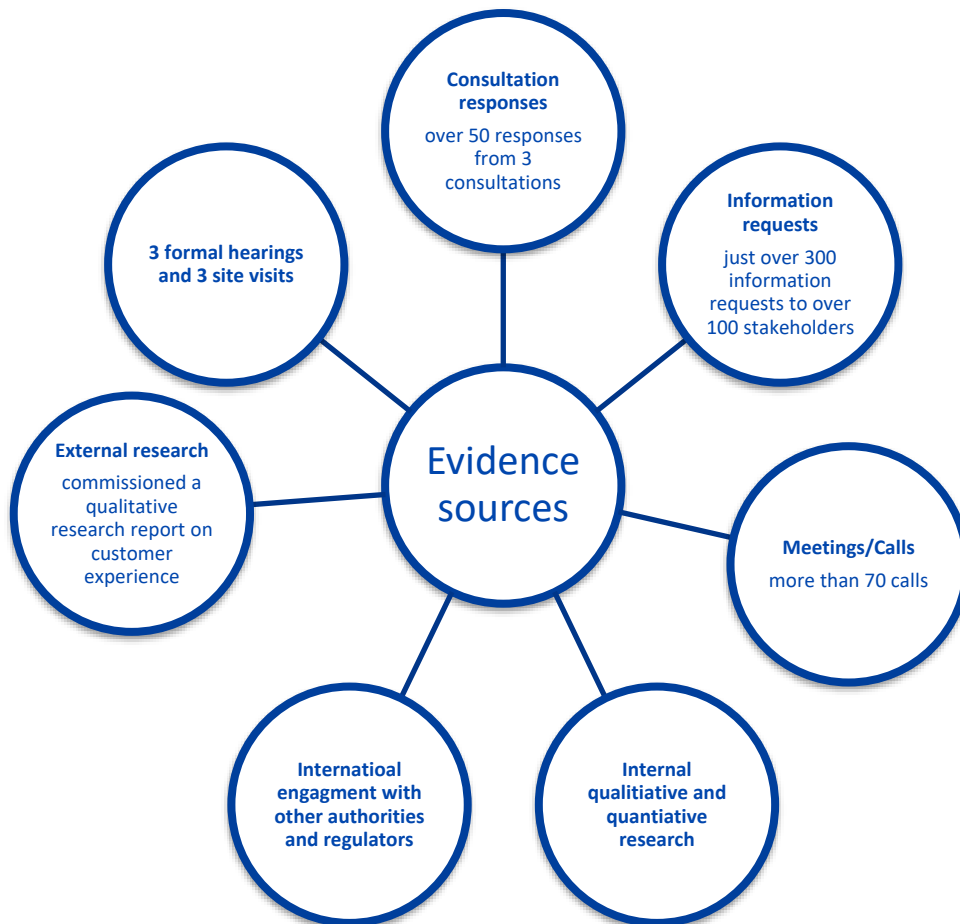 Consultation
responses
over 50 responses
from 3
consultations
Information
requests
just over 300
information
requests to over
100 stakeholders
3 formal hearings
and 3 site visits
Evidence
sources
External research
commissioned a
qualitative
research report on
customer
experience
Meetings/Calls
more than 70 calls
Internatioal
engagment with
other authorities
and regulators
Internal
qualitiative and
quantiative
research